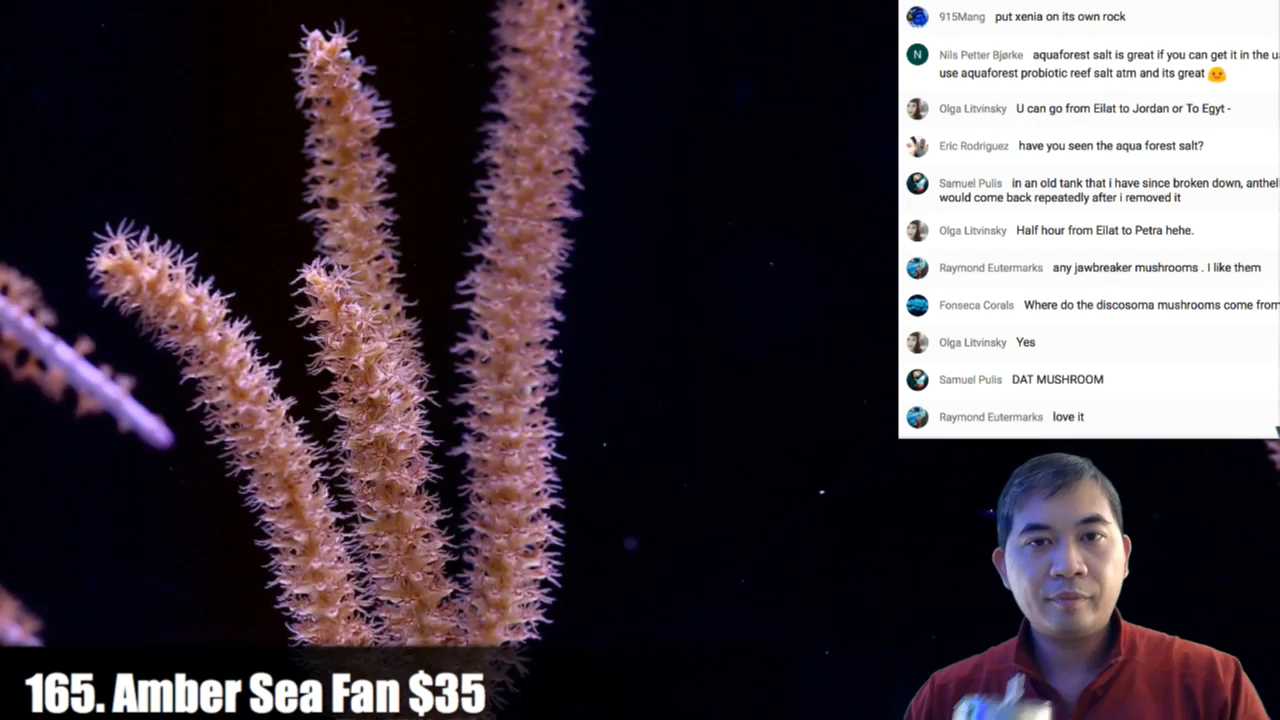 915Mang put xenia on its own rock
N Nils Petter Bjørke aquaforest salt is great if you can get it in the
use aquaforest probiotic reef salt atm and its great
Olga Litvinsky U can go from Eilat to Jordan or To Egyt -
Eric Rodriguez have you seen the aqua forest salt?
Samuel Pulis in an old tank that i have since broken down,
would come back repeatedly after i removed it
Olga Litvinsky Half hour from Eilat to Petra hehe.
Raymond Eutermarks any jawbreaker mushrooms . I like them
Fonseca Corals Where do the discosoma mushrooms come from
Olga Litvinsky Yes
Samuel Pulis DAT MUSHROOM
Raymond Eutermarks love it
165. Amber Sea Fan $35